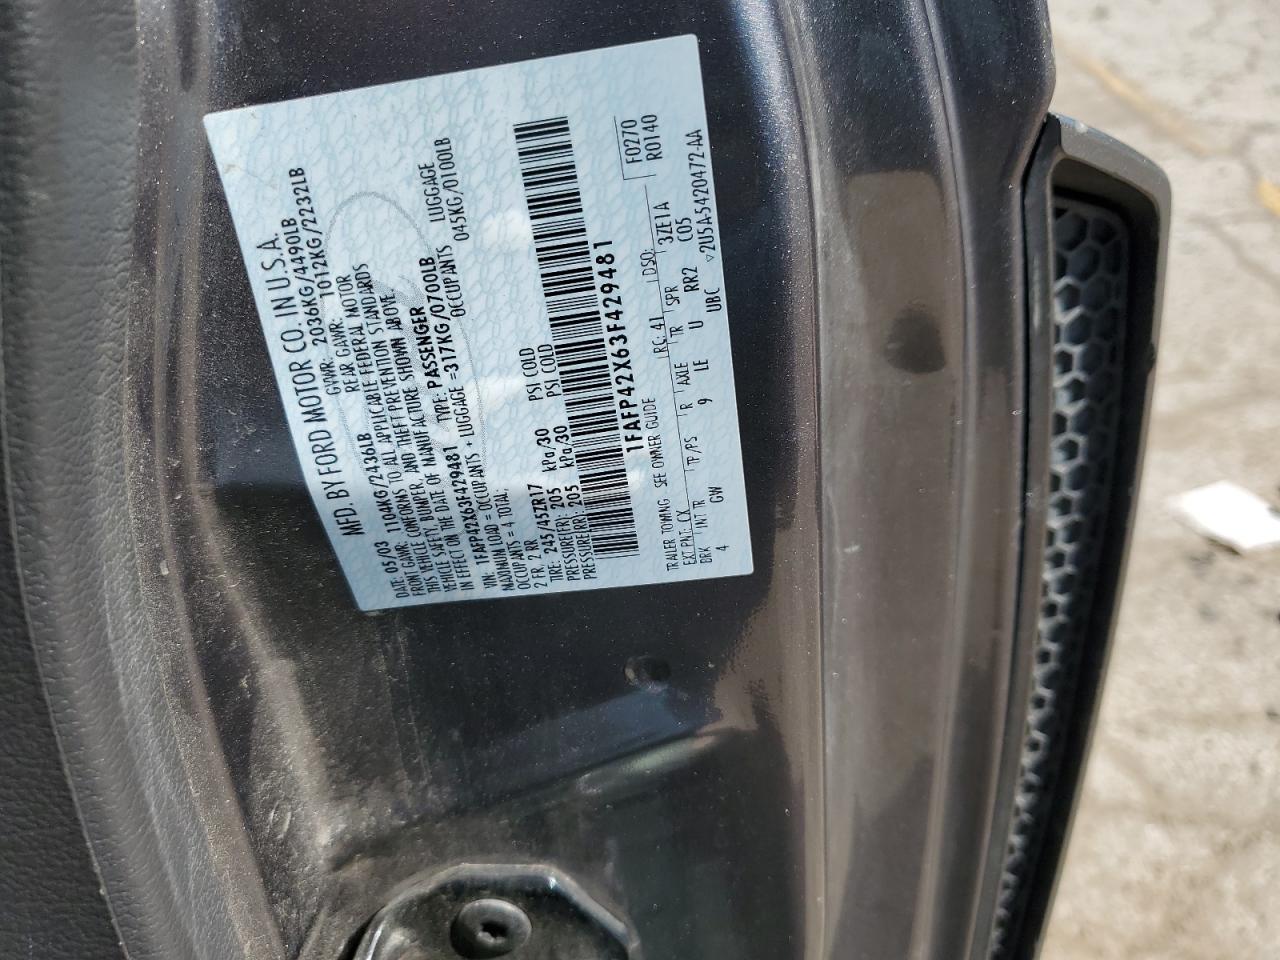 MFD. BY FORD MOTOR CO. IN U.S.A.
DATE: 05/03 GVWR: 2036KG/4490LB
FRONT GAWR: 1104KG/2436LB REAR GAWR: 1012KG/2232LB
THIS VEHICLE CONFORMS TO ALL APPLICABLE FEDERAL MOTOR
VEHICLE SAFETY, BUMPER, AND THEFT PREVENTION STANDARDS
IN EFFECT ON THE DATE OF MANUFACTURE SHOWN ABOVE.
VIN: 1FAFP42X63F429481 TYPE: PASSENGER
MAXIMUM LOAD = OCCUPANTS + LUGGAGE =317KG/0700LB
OCCUPANTS = 4 TOTAL, OCCUPANTS LUGGAGE
2 FR, 2 RR 045KG/0100LB
TIRE: 245/45ZR17
PRESSURE(FR): 205 kPa/30 PSI COLD
PRESSURE(RR): 205 kPa/30 PSI COLD
1FAFP42X63F429481
F0270
R0140
TRAILER TOWING SEE OWNER GUIDE RC:41 DSO:
EXT PNT: CX 3ZE1A
BRK INT TR TP/PS R AXLE TR SPR C05
4 GW 9 LE U RR2
UBC ▽2U5A-5420472-AA